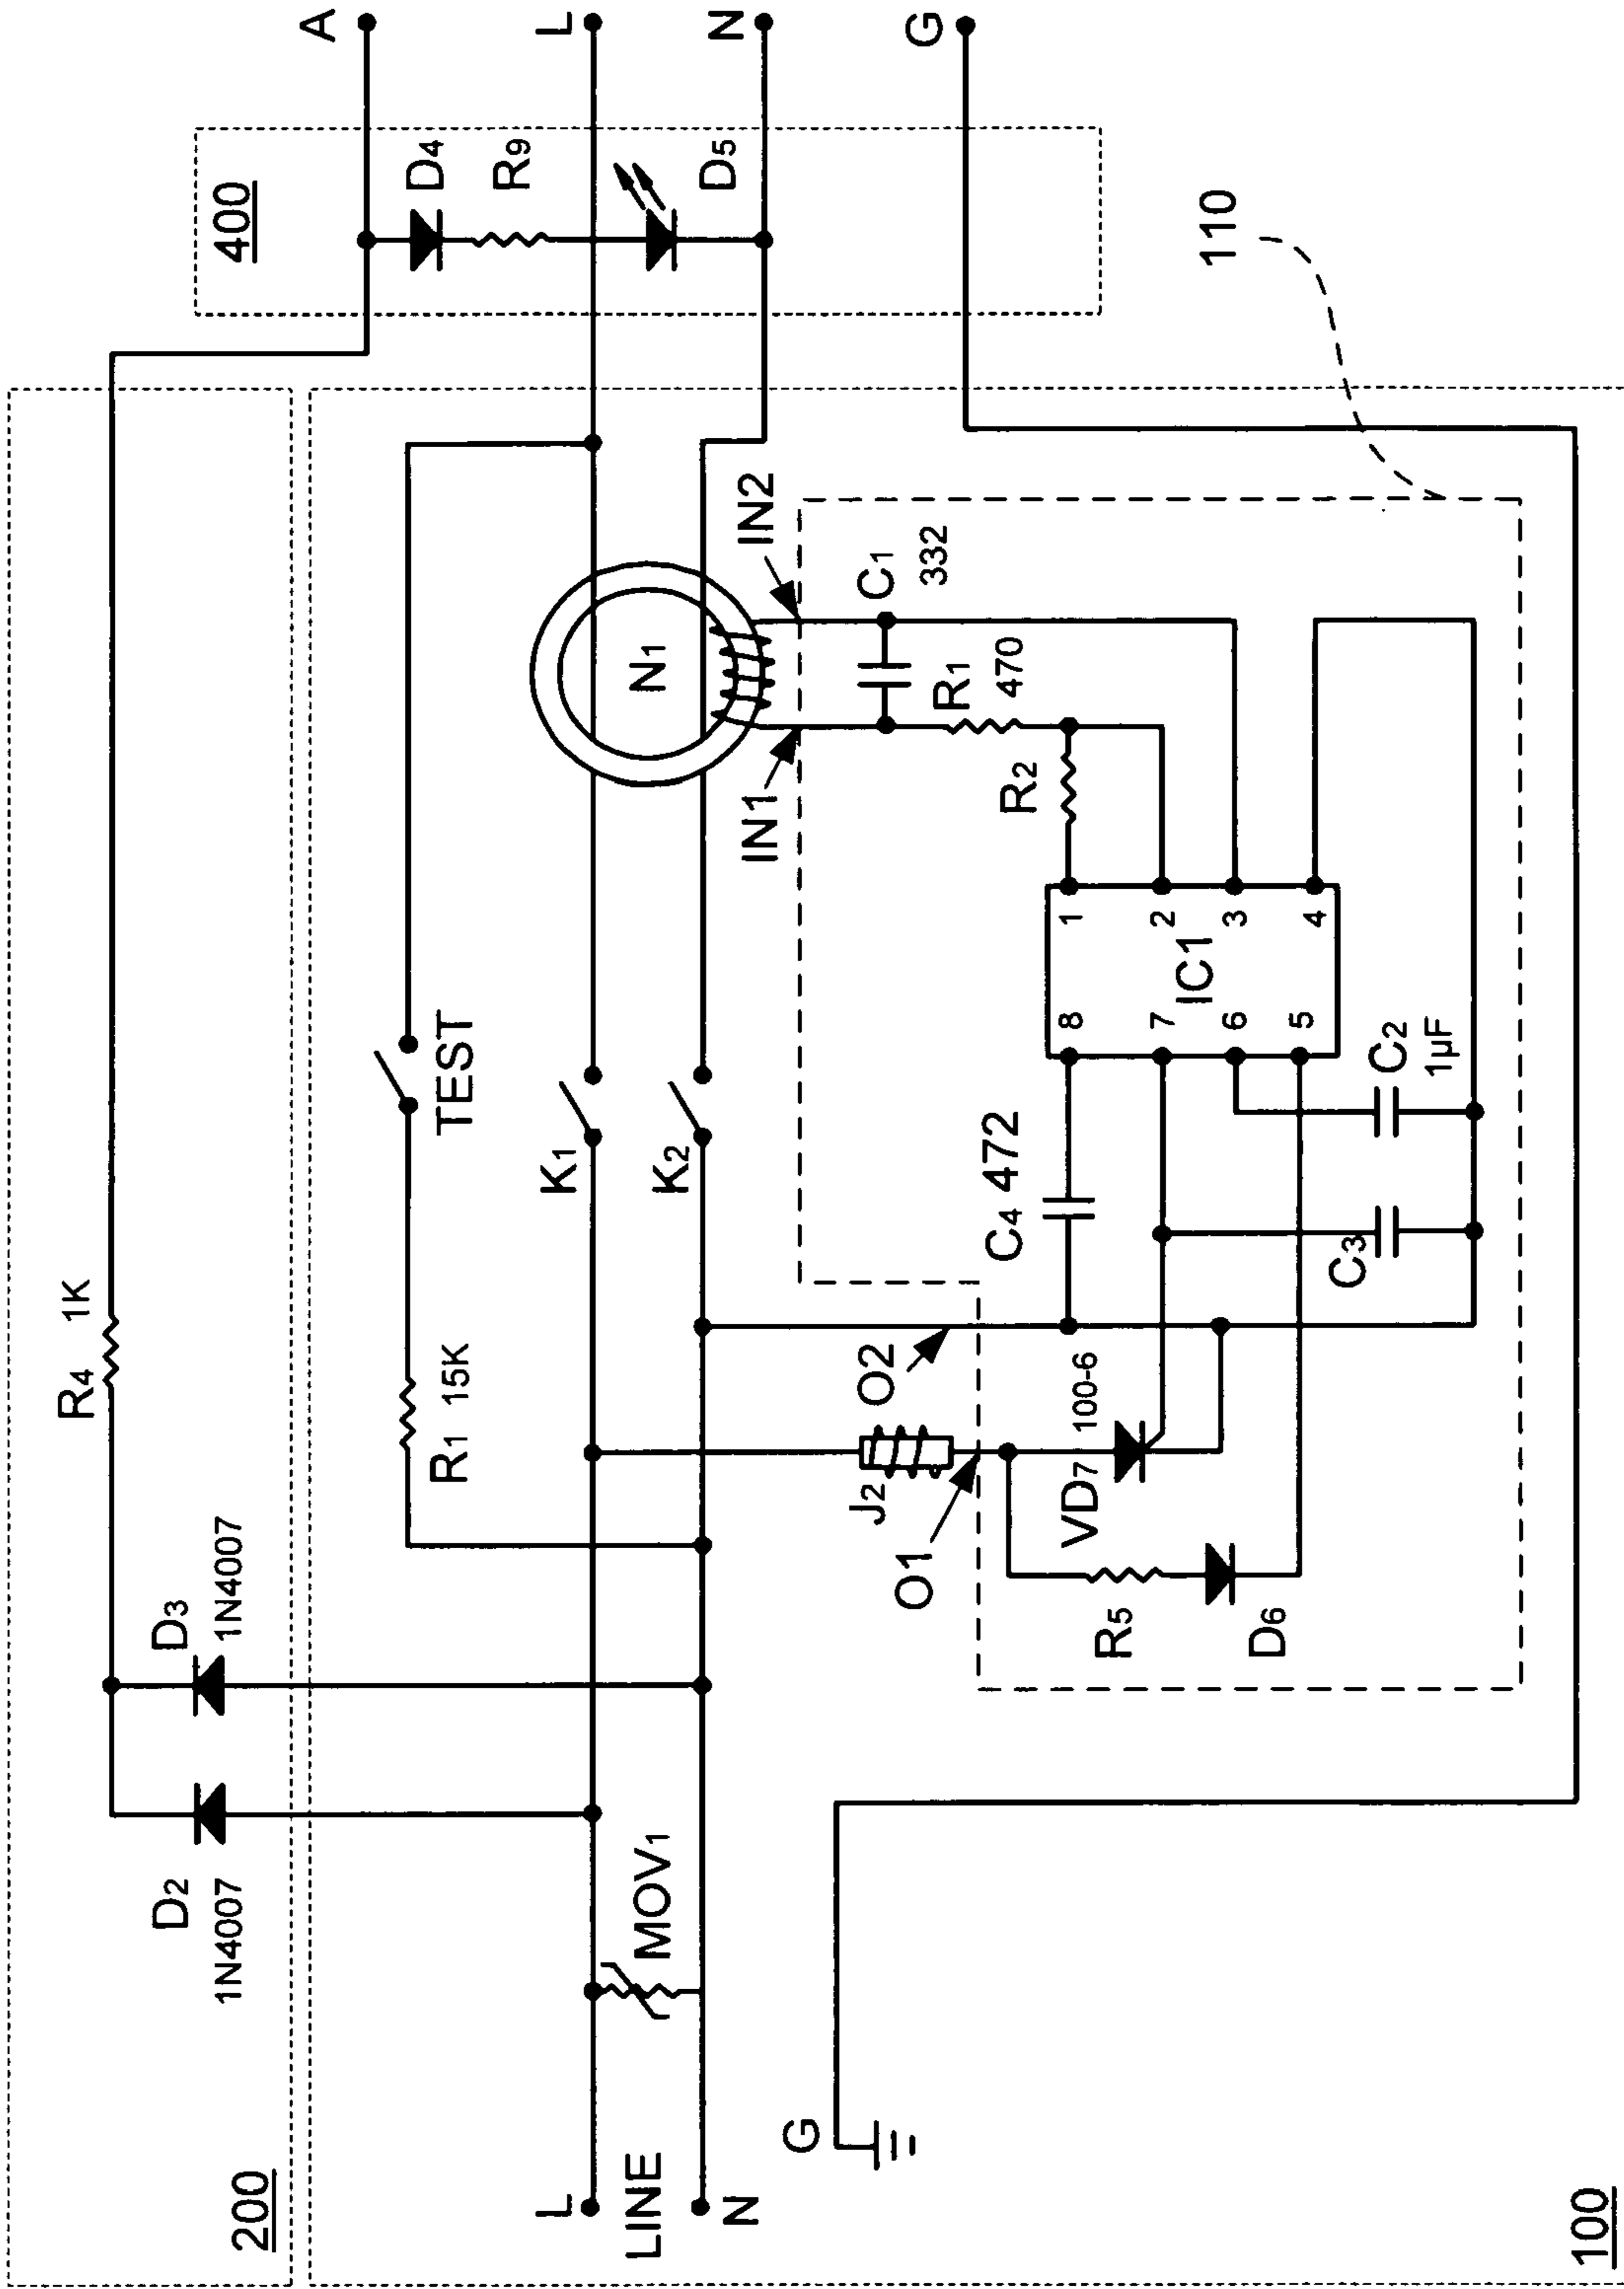 200
D2
1N4007
D3
1N4007
R4 1K
A
400
D4
R9
D5
L
N
G
L
LINE
N
MOV1
R1 15K
TEST
K1
K2
N1
IN1
IN2
J2
O1
O2
C4 472
C1
332
R1
470
R2
VD7 100-6
R5
D6
8
7
6
5
IC1
1
2
3
4
C3
C2
1μF
110
G
100